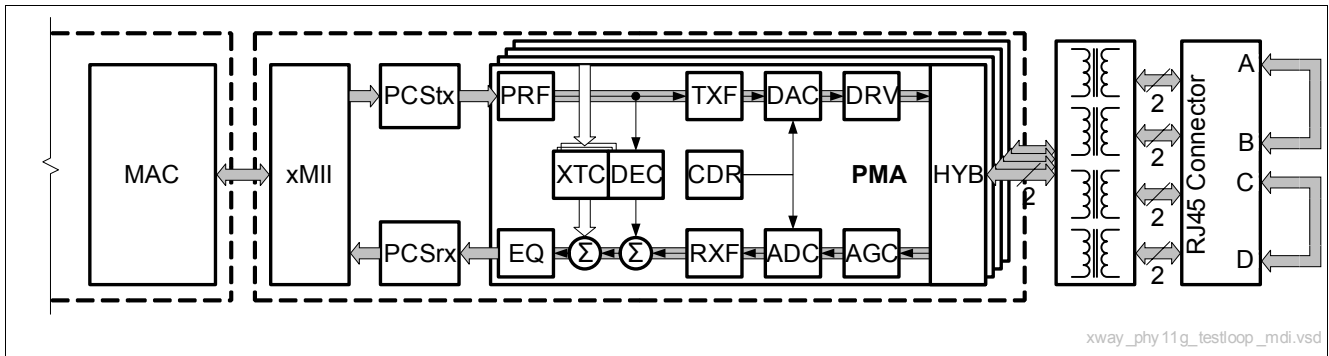 MAC
xMII
PCStx
PCSrx
PRF
TXF
DAC
DRV
XTC
DEC
CDR
PMA
HYB
EQ
Σ
Σ
RXF
ADC
AGC
2
2
2
2
2
RJ45 Connector
A
B
C
D
xway_phy11g_testloop_mdi.vsd